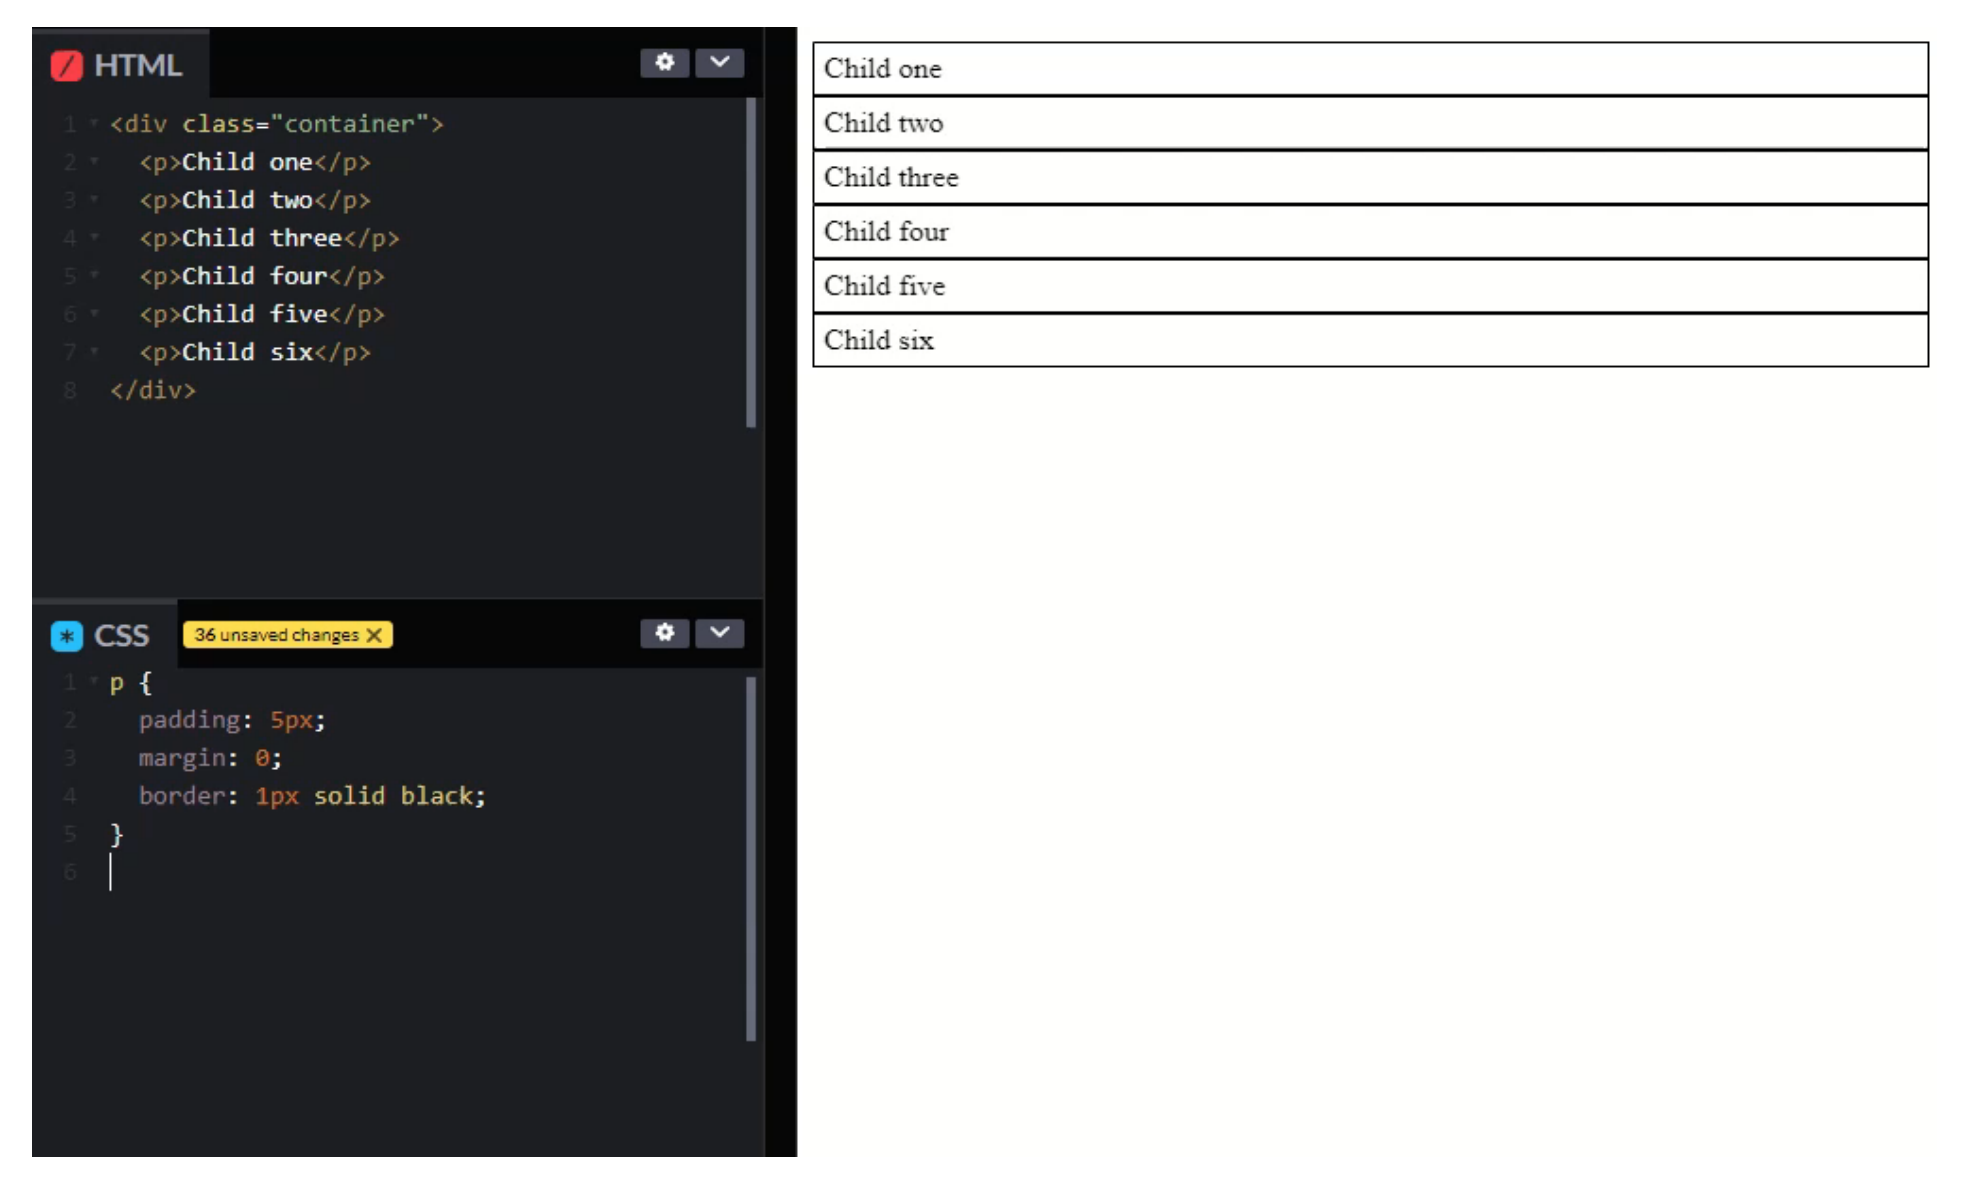 HTML
1 <div class="container">
2 <p>Child one</p>
3 <p>Child two</p>
4 <p>Child three</p>
5 <p>Child four</p>
6 <p>Child five</p>
7 <p>Child six</p>
8 </div>
CSS 36 unsaved changes X
1 p {
2 padding: 5px;
3 margin: 0;
4 border: 1px solid black;
5 }
6
Child one
Child two
Child three
Child four
Child five
Child six